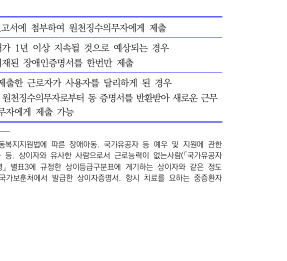 고서에 첨부하여 원천징수의무자에게 제출
가 1년 이상 지속될 것으로 예상되는 경우
재된 장애인증명서를 한번만 제출
제출한 근로자가 사용자를 달리하게 된 경우
원천징수의무자로부터 동 증명서를 반환받아 새로운 근무
무자에게 제출 가능
동복지지원법에 따른 장애아동. 국가유공자 등 예우 및 지원에 관한
등. 상이자와 유사한 사람으로서 근로능력이 없는사람(「국가유공자
」 별표3에 규정한 상이등급구분표에 게기하는 상이자와 같은 정도
국가보훈처에서 발급한 상이자증명서. 항시 치료를 요하는 중증환자